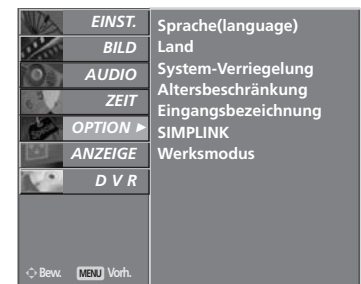 EINST.
BILD
AUDIO
ZEIT
OPTION ►
ANZEIGE
D V R
Sprache(language)
Land
System-Verriegelung
Altersbeschränkung
Eingangsbezeichnung
SIMPLINK
Werksmodus
Bew. MENU Vorh.